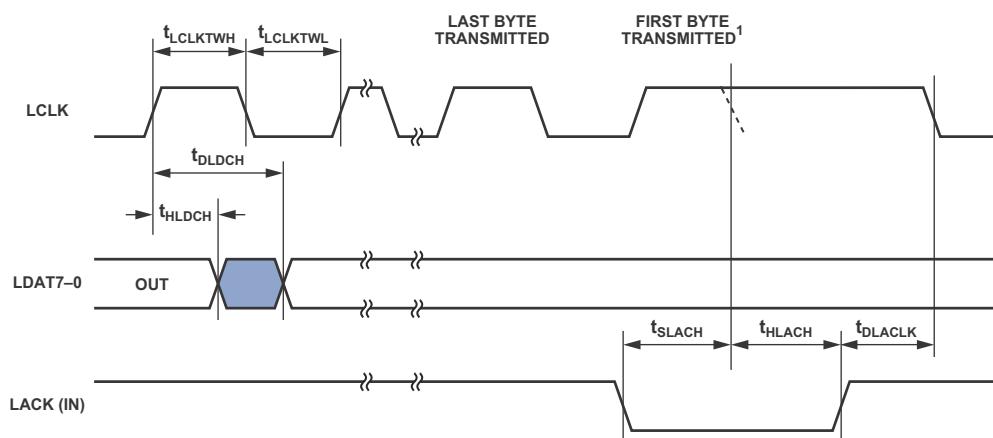 tLCLKTWH tLCLKTWL
LAST BYTE
TRANSMITTED
FIRST BYTE
TRANSMITTED1
LCLK
tDLDCH
tHLDCH
LDAT7–0
OUT
tSLACH tHLACH tDLACLK
LACK (IN)